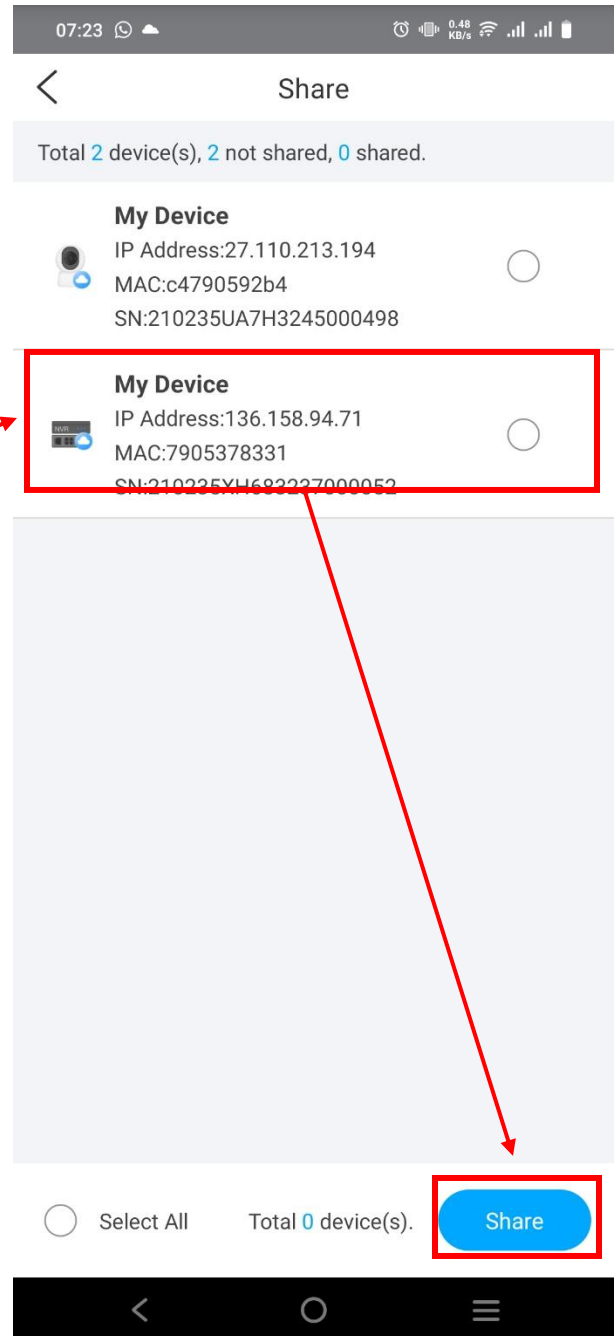 07:23
0.48
KB/s
Share
Total 2 device(s), 2 not shared, 0 shared.
My Device
IP Address:27.110.213.194
MAC:c4790592b4
SN:210235UA7H3245000498
My Device
NVR
IP Address:136.158.94.71
MAC:7905378331
SN:210235XH683237000052
Select All
Total 0 device(s).
Share